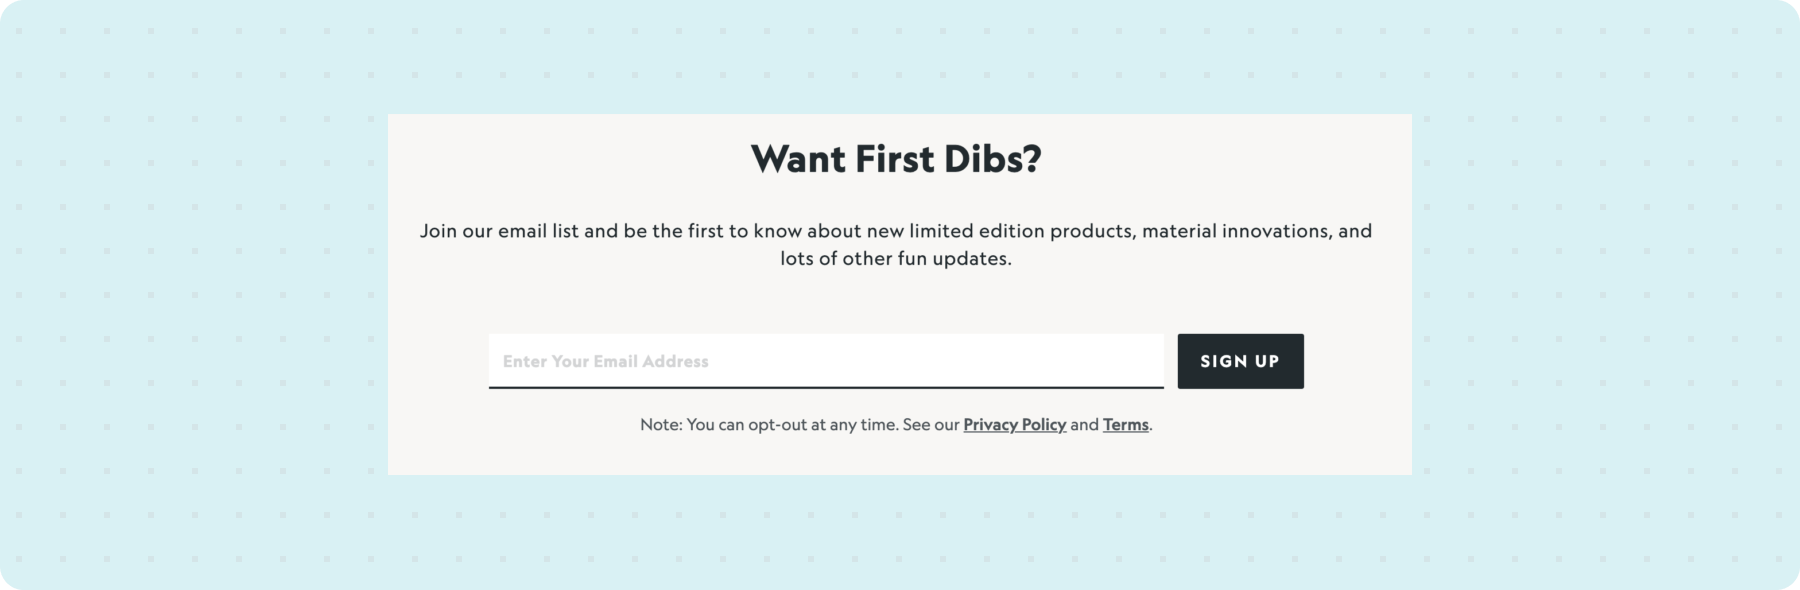 Want First Dibs?
Join our email list and be the first to know about new limited edition products, material innovations, and
lots of other fun updates.
Enter Your Email Address
SIGN UP
Note: You can opt-out at any time. See our Privacy Policy and Terms.